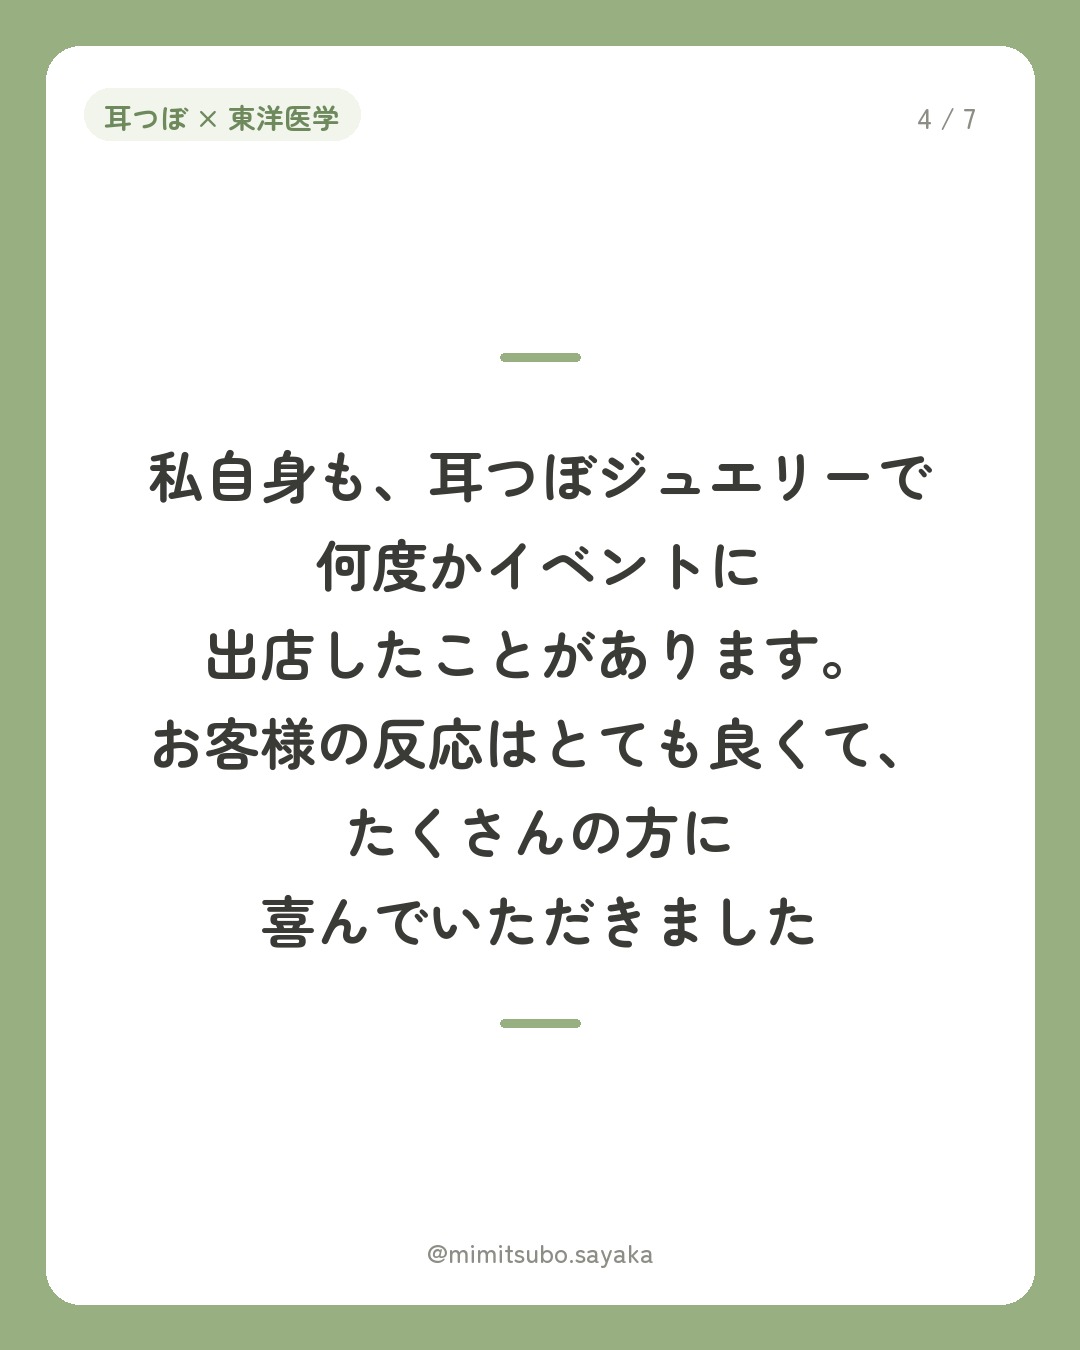 耳つぼ × 東洋医学
4 / 7
私自身も、耳つぼジュエリーで
何度かイベントに
出店したことがあります。
お客様の反応はとても良くて、
たくさんの方に
喜んでいただきました
@mimitsubo.sayaka